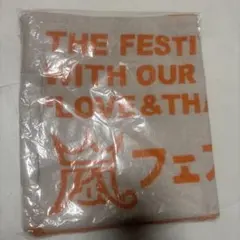 THE FESTI
WITH OUR
LOVE & THA
嵐フェス